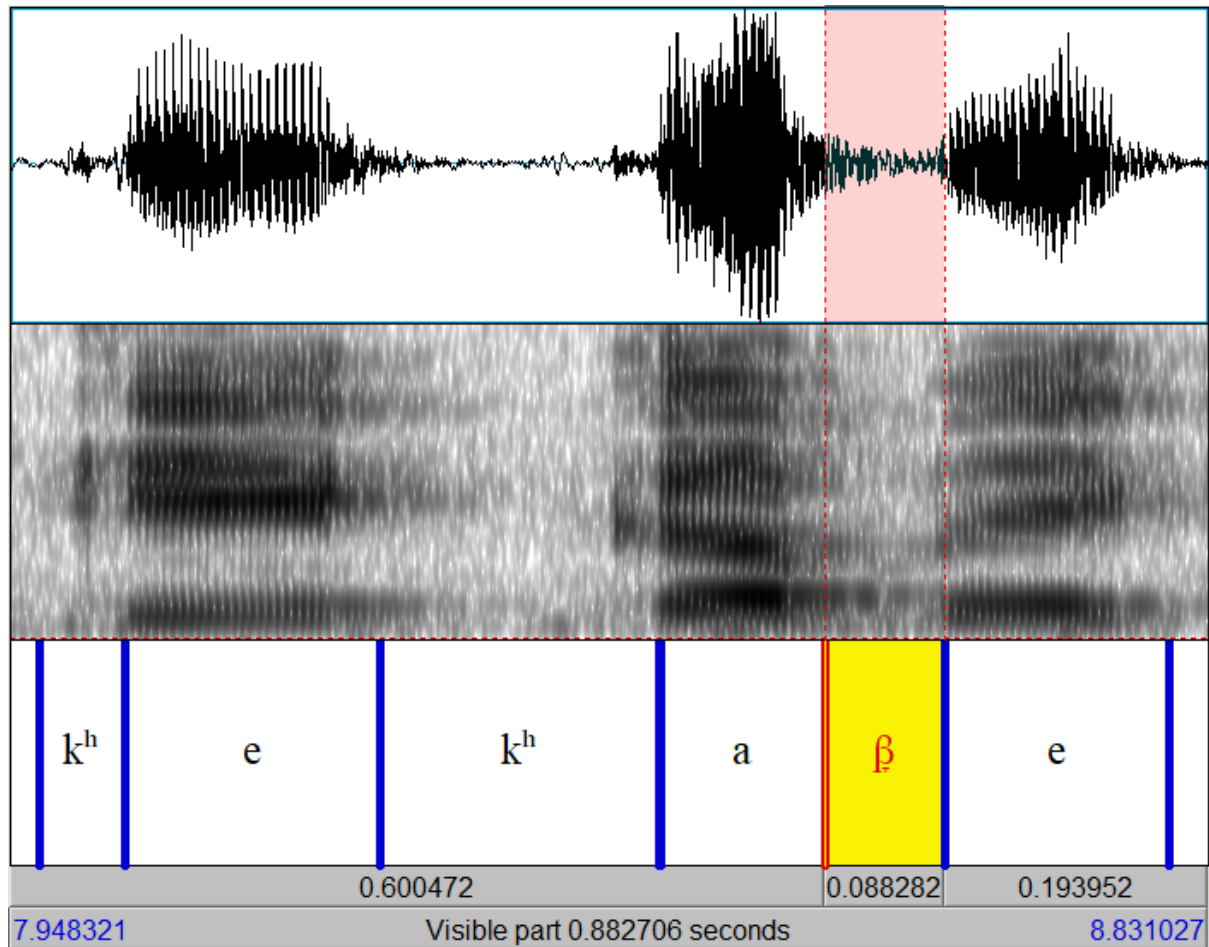 kʰ e kʰ a β̞ e
0.600472 0.088282 0.193952
7.948321 Visible part 0.882706 seconds 8.831027